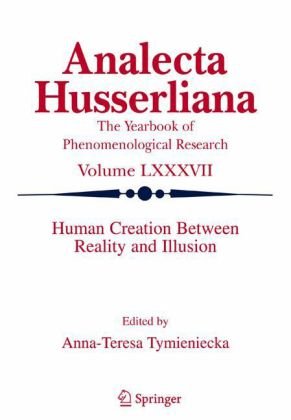 Analecta
Husserliana
The Yearbook of
Phenomenological Research
Volume LXXXVII
Human Creation Between
Reality and Illusion
Edited by
Anna-Teresa Tymieniecka
Springer